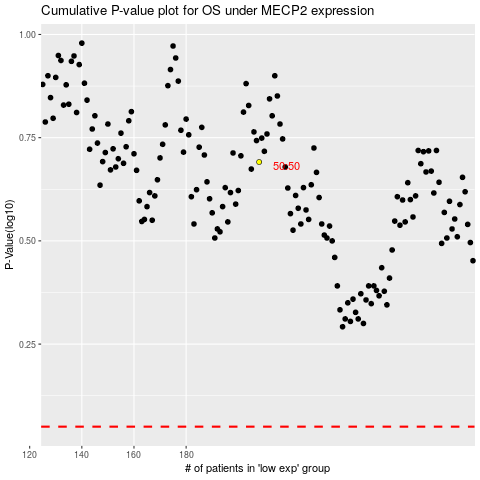 Cumulative P-value plot for OS under MECP2 expression
P-Value(log10)
1.00
0.75
0.50
0.25
50-50
120 140 160 180
# of patients in 'low exp' group